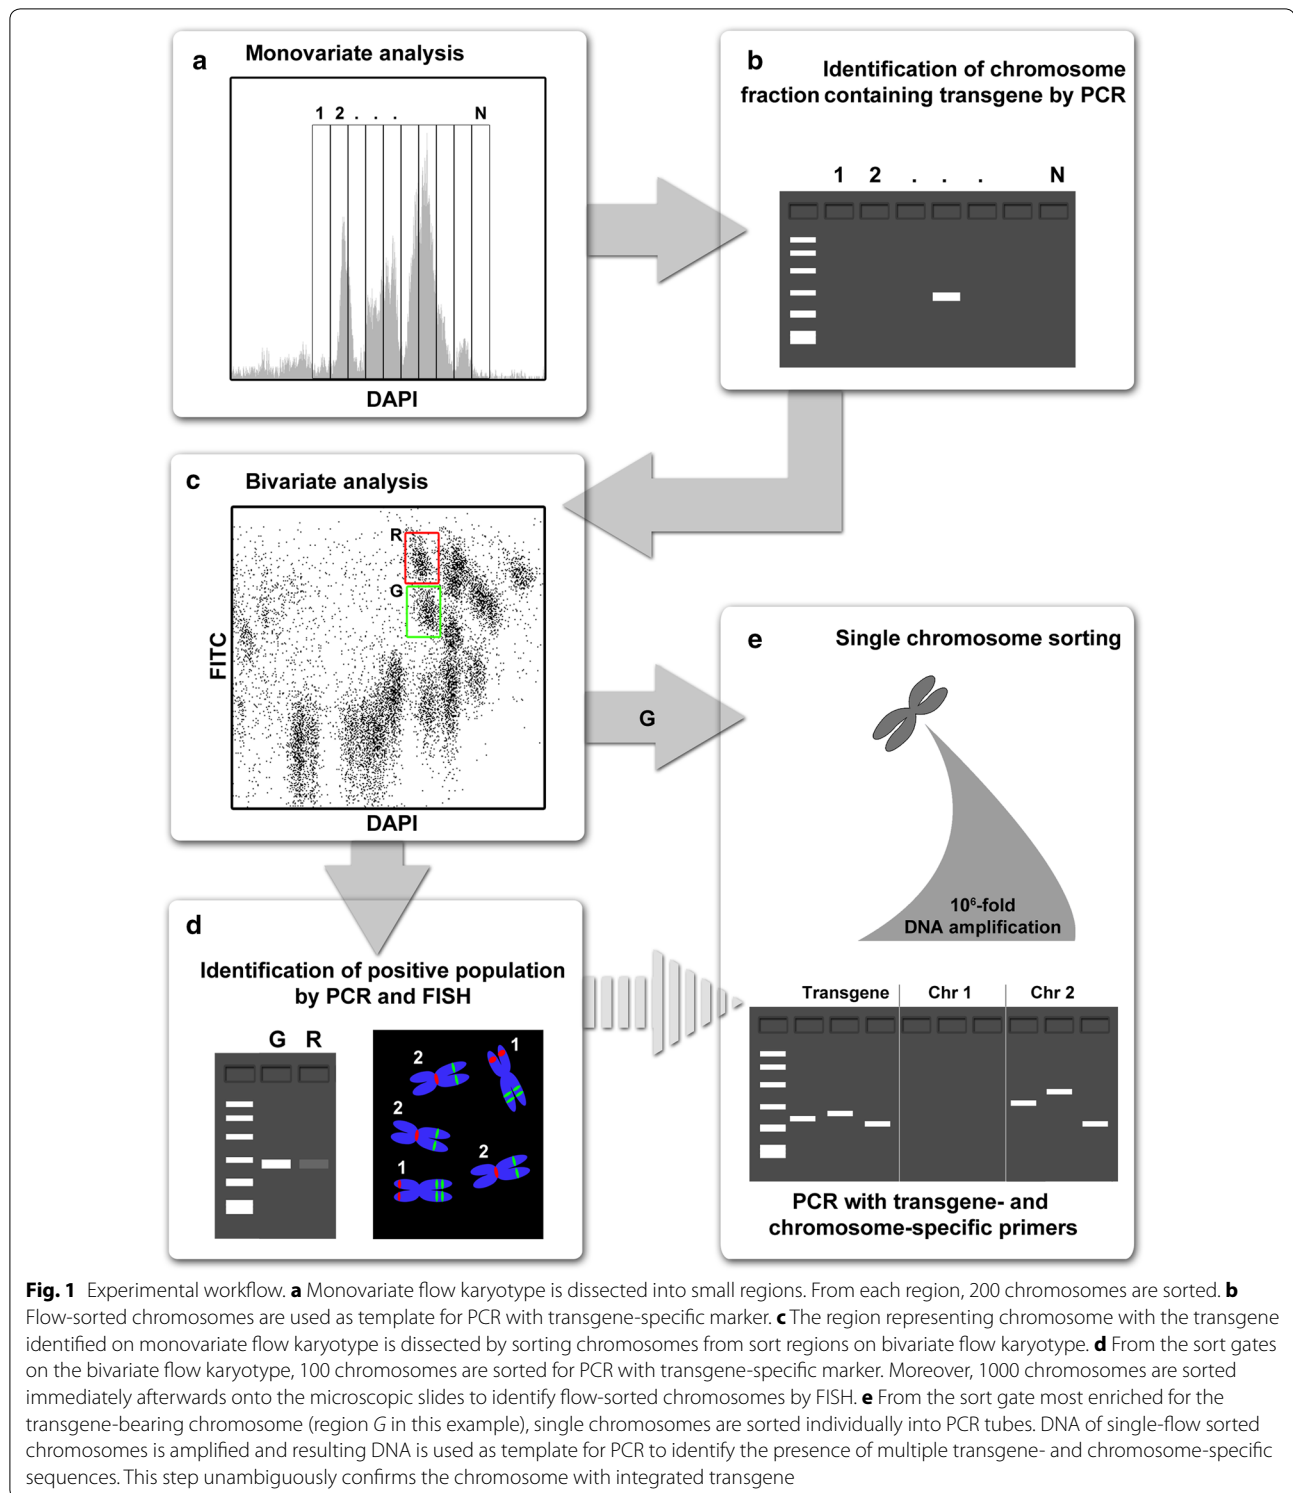 a
Monovariate analysis
1 2 . . . N
DAPI
b
Identification of chromosome
fraction containing transgene by PCR
1 2 . . . N
c
Bivariate analysis
R
G
FITC
DAPI
G
d
Identification of positive population
by PCR and FISH
G R
2
1
2
1
2
e
Single chromosome sorting
10⁶-fold
DNA amplification
Transgene Chr 1 Chr 2
PCR with transgene- and
chromosome-specific primers
Fig. 1 Experimental workflow. a Monovariate flow karyotype is dissected into small regions. From each region, 200 chromosomes are sorted. b
Flow-sorted chromosomes are used as template for PCR with transgene-specific marker. c The region representing chromosome with the transgene
identified on monovariate flow karyotype is dissected by sorting chromosomes from sort regions on bivariate flow karyotype. d From the sort gates
on the bivariate flow karyotype, 100 chromosomes are sorted for PCR with transgene-specific marker. Moreover, 1000 chromosomes are sorted
immediately afterwards onto the microscopic slides to identify flow-sorted chromosomes by FISH. e From the sort gate most enriched for the
transgene-bearing chromosome (region G in this example), single chromosomes are sorted individually into PCR tubes. DNA of single-flow sorted
chromosomes is amplified and resulting DNA is used as template for PCR to identify the presence of multiple transgene- and chromosome-specific
sequences. This step unambiguously confirms the chromosome with integrated transgene